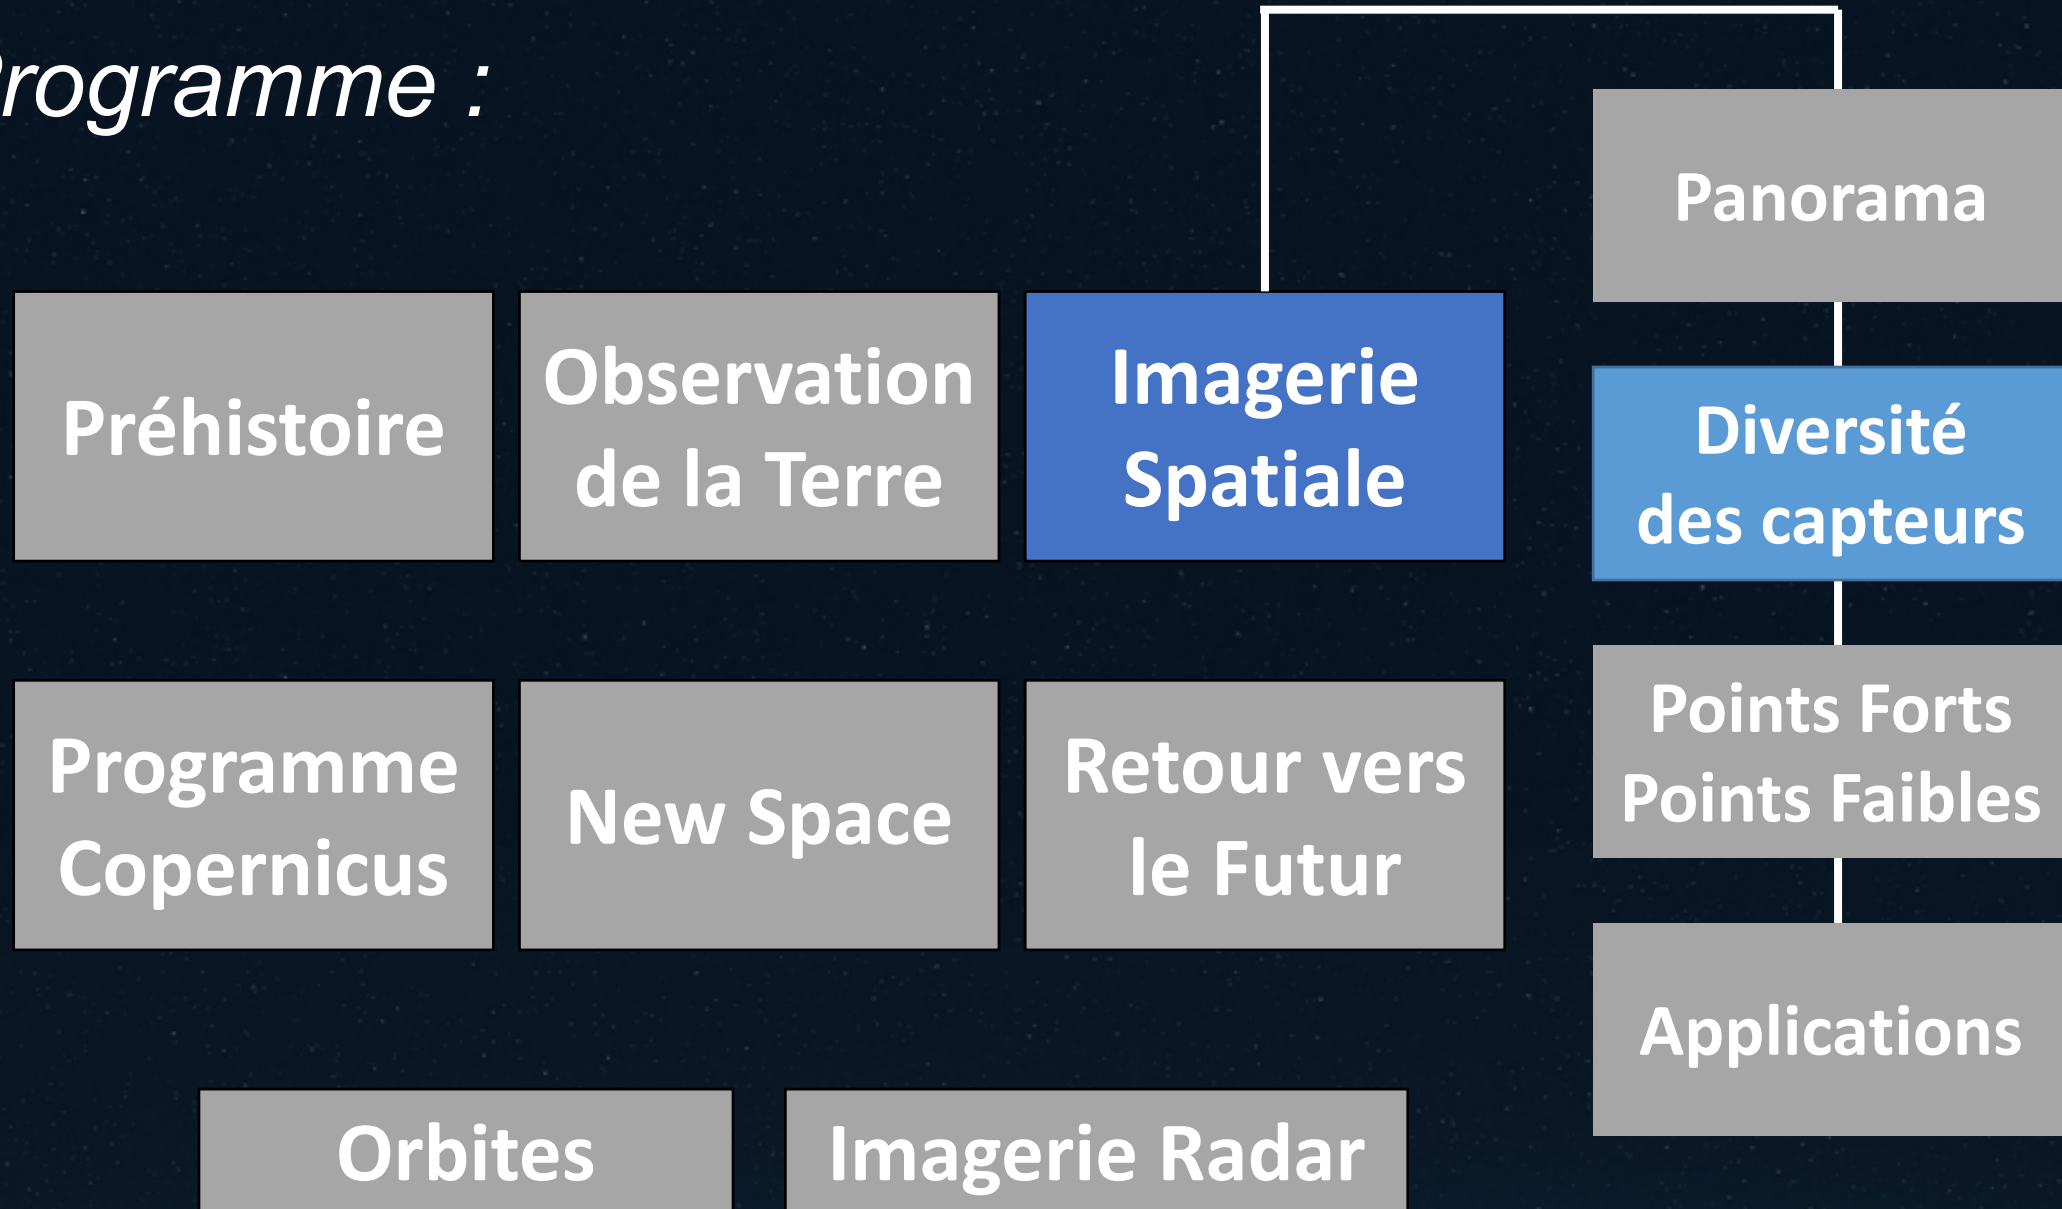 Programme :
Préhistoire
Observation
de la Terre
Imagerie
Spatiale
Programme
Copernicus
New Space
Retour vers
le Futur
Orbites
Imagerie Radar
Panorama
Diversité
des capteurs
Points Forts
Points Faibles
Applications